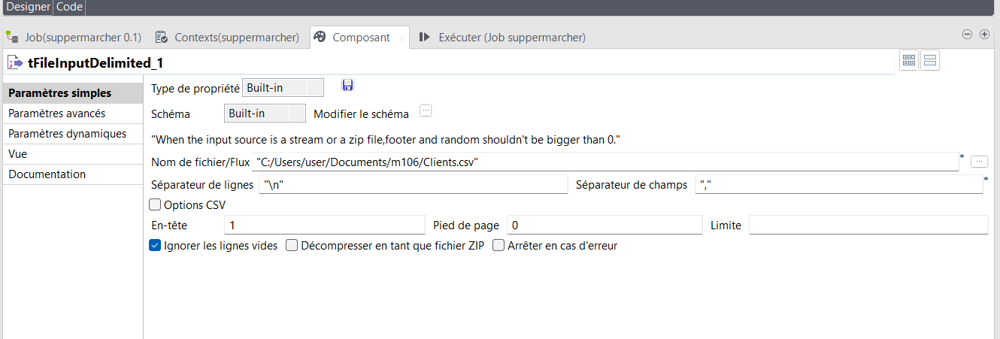 Designer Code
Job(suppermarcher 0.1) Contexts(suppermarcher) Composant Exécuter (Job suppermarcher)
tFileInputDelimited_1
Paramètres simples
Paramètres avancés
Paramètres dynamiques
Vue
Documentation
Type de propriété Built-in
Schéma Built-in Modifier le schéma ...
"When the input source is a stream or a zip file,footer and random shouldn't be bigger than 0."
Nom de fichier/Flux "C:/Users/user/Documents/m106/Clients.csv" * ...
Séparateur de lignes "\n" Séparateur de champs "," *
Options CSV
En-tête 1 Pied de page 0 Limite
Ignorer les lignes vides Décompresser en tant que fichier ZIP Arrêter en cas d'erreur